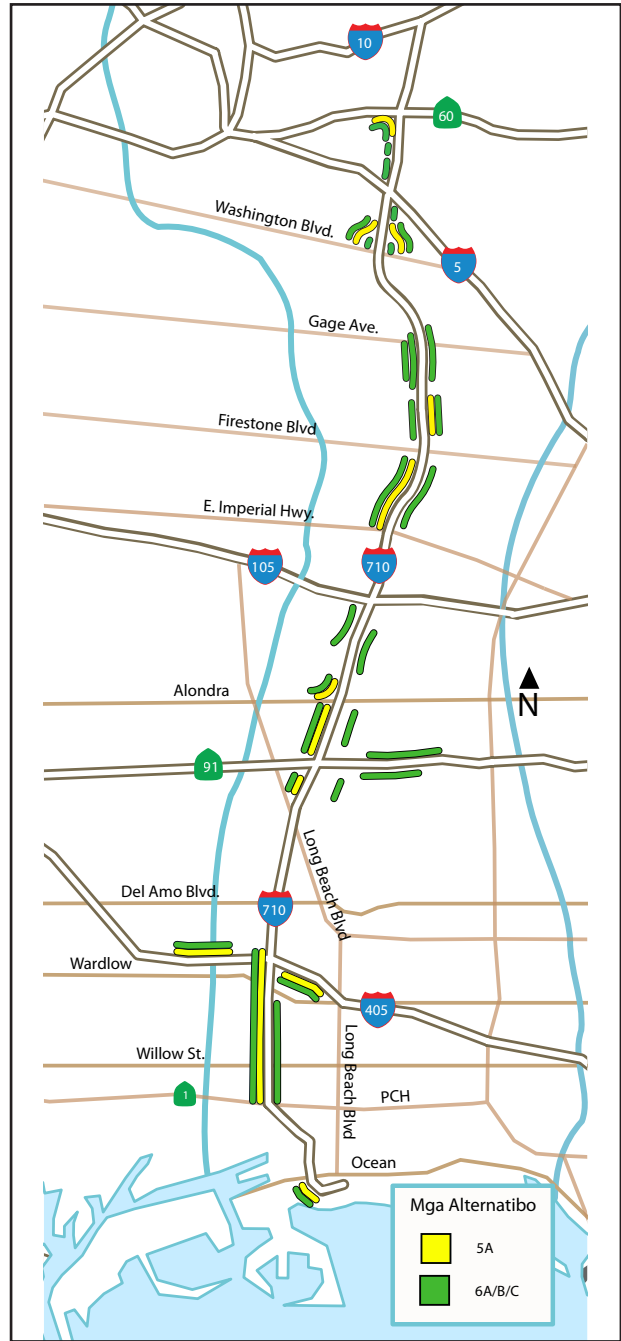 10
60
Washington Blvd.
5
Gage Ave.
Firestone Blvd
E. Imperial Hwy.
105
710
Alondra
N
91
Long Beach Blvd
Del Amo Blvd.
710
Wardlow
405
Willow St.
Long Beach Blvd
1
PCH
Ocean
Mga Alternatibo
5A
6A/B/C